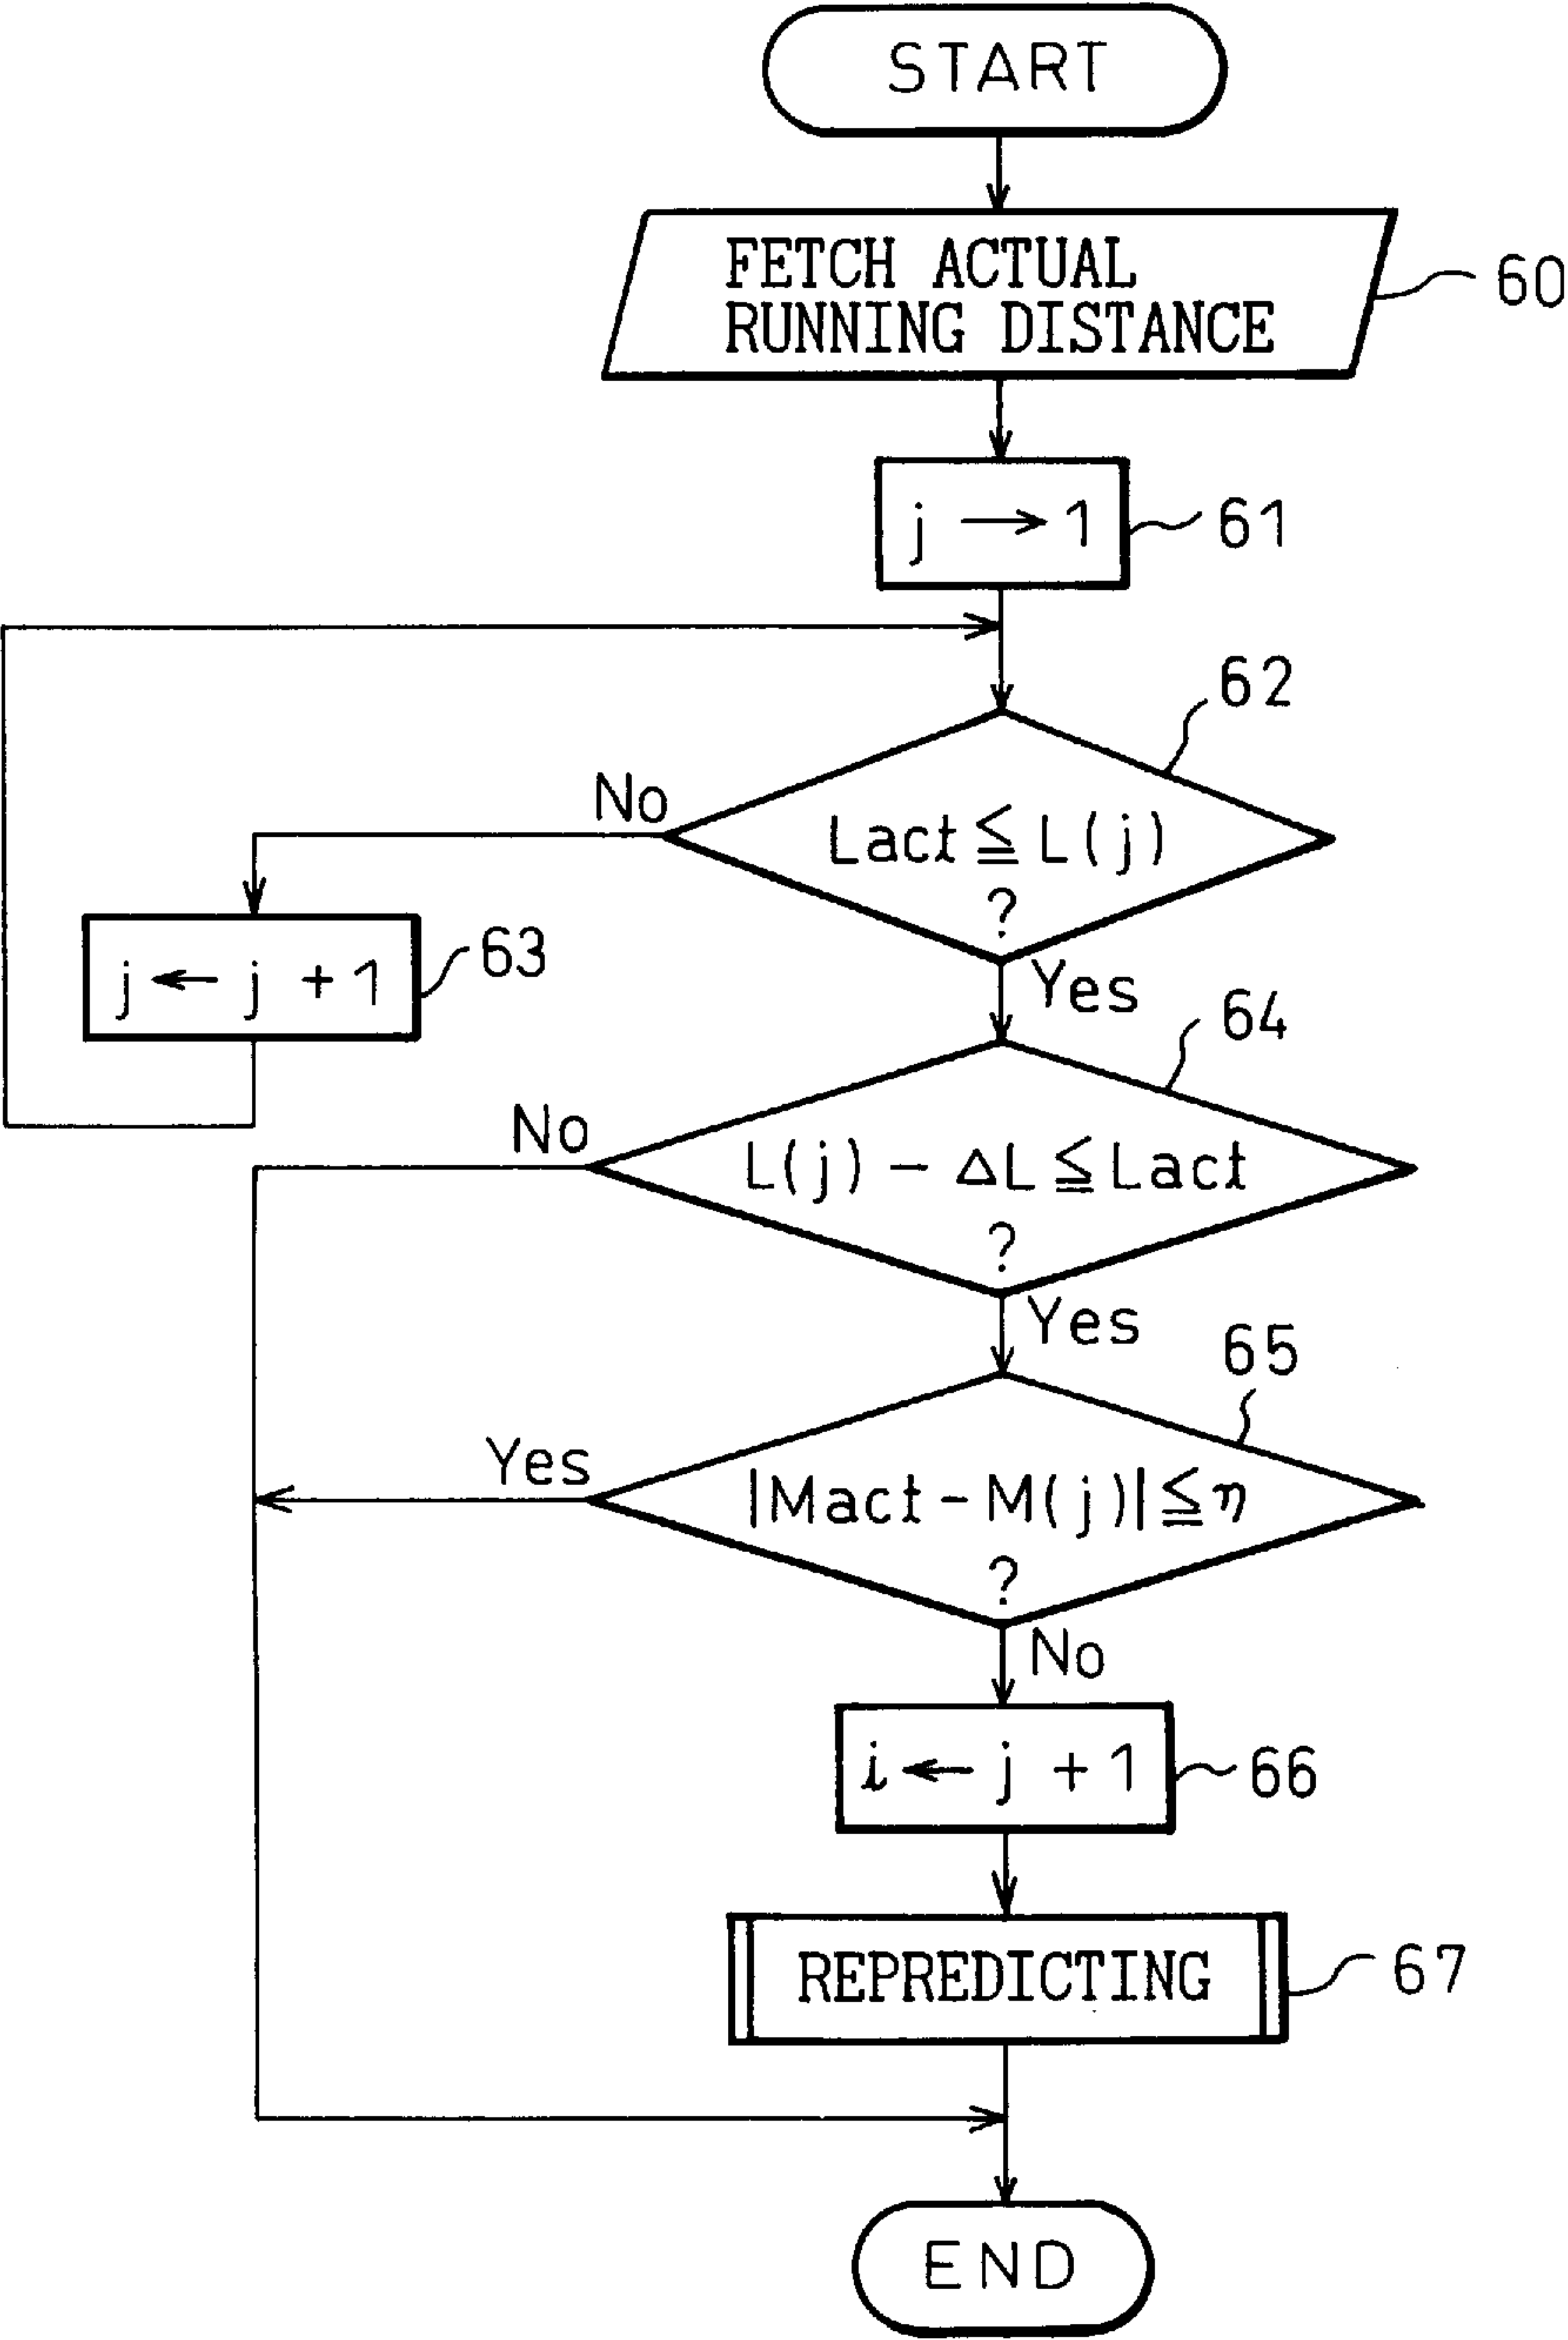 START
FETCH ACTUAL
RUNNING DISTANCE
60
j → 1
61
62
No
Lact ≦ L(j)
?
j ← j + 1
63
Yes
64
No
L(j) − ΔL ≦ Lact
?
Yes
65
Yes
|Mact − M(j)| ≦ η
?
No
i ← j + 1
66
REPREDICTING
67
END